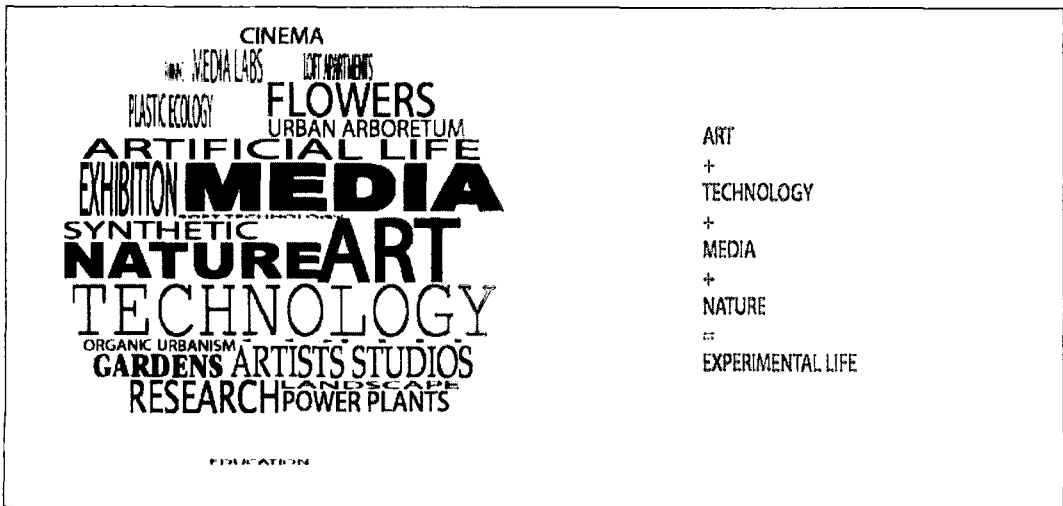 CINEMA
MEDIA LABS LOFT APARTMENTS
PLASTIC ECOLOGY FLOWERS
URBAN ARBORETUM
ARTIFICIAL LIFE
EXHIBITION MEDIA
SYNTHETIC
NATURE ART
TECHNOLOGY
ORGANIC URBANISM
GARDENS ARTISTS STUDIOS
LANDSCAPE
RESEARCH POWER PLANTS
EDUCATION
ART
+
TECHNOLOGY
+
MEDIA
+
NATURE
=
EXPERIMENTAL LIFE